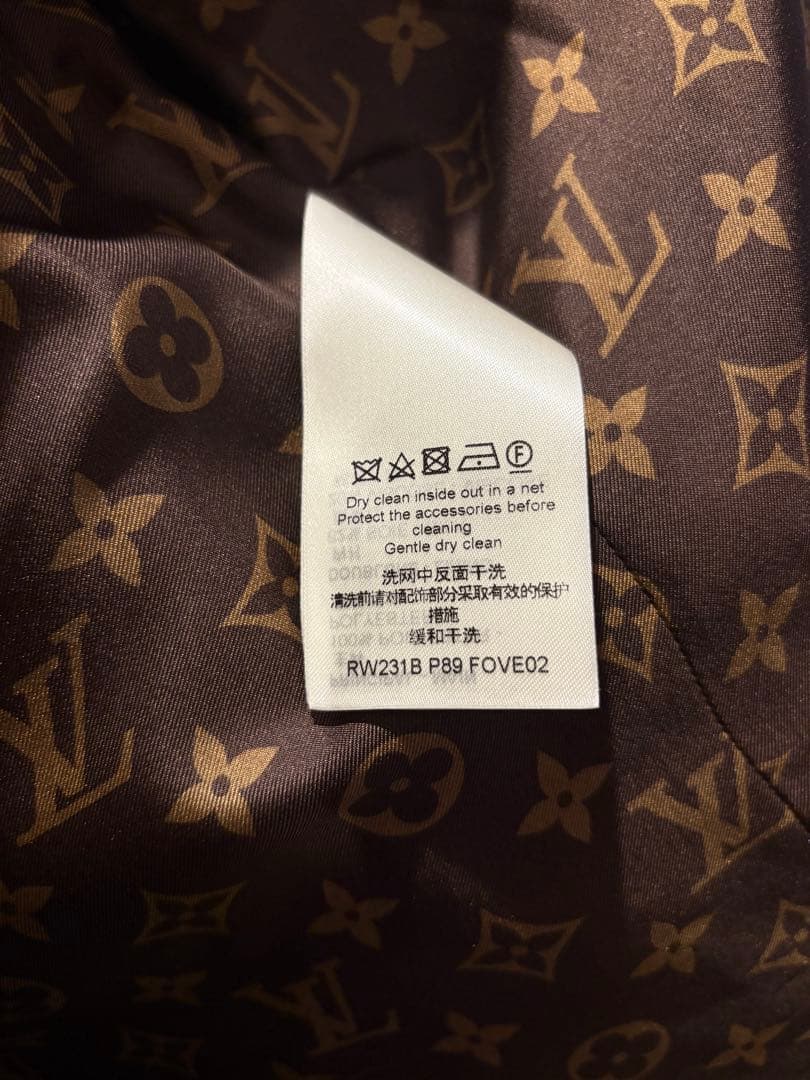 Dry clean inside out in a net
Protect the accessories before
cleaning
Gentle dry clean
洗网中反面干洗
清洗前请对配饰部分采取有效的保护
措施
缓和干洗
RW231B P89 FOVE02